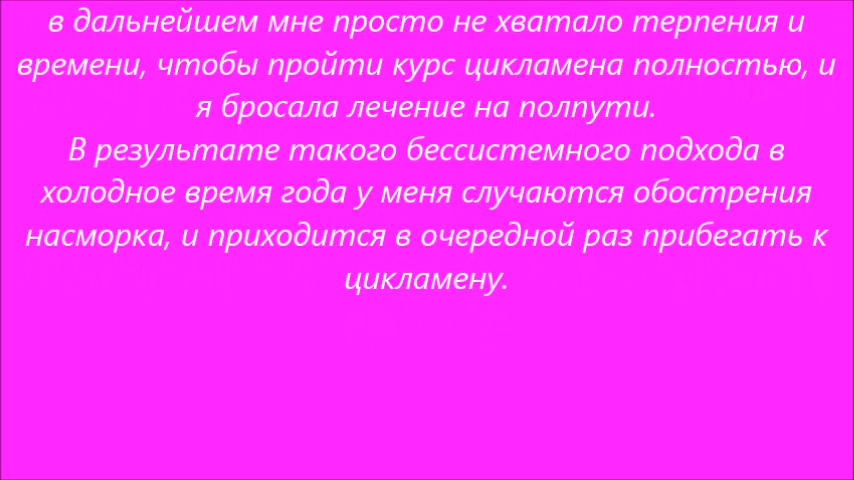 в дальнейшем мне просто не хватало терпения и
времени, чтобы пройти курс цикламена полностью, и
я бросала лечение на полпути.
В результате такого бессистемного подхода в
холодное время года у меня случаются обострения
насморка, и приходится в очередной раз прибегать к
цикламену.